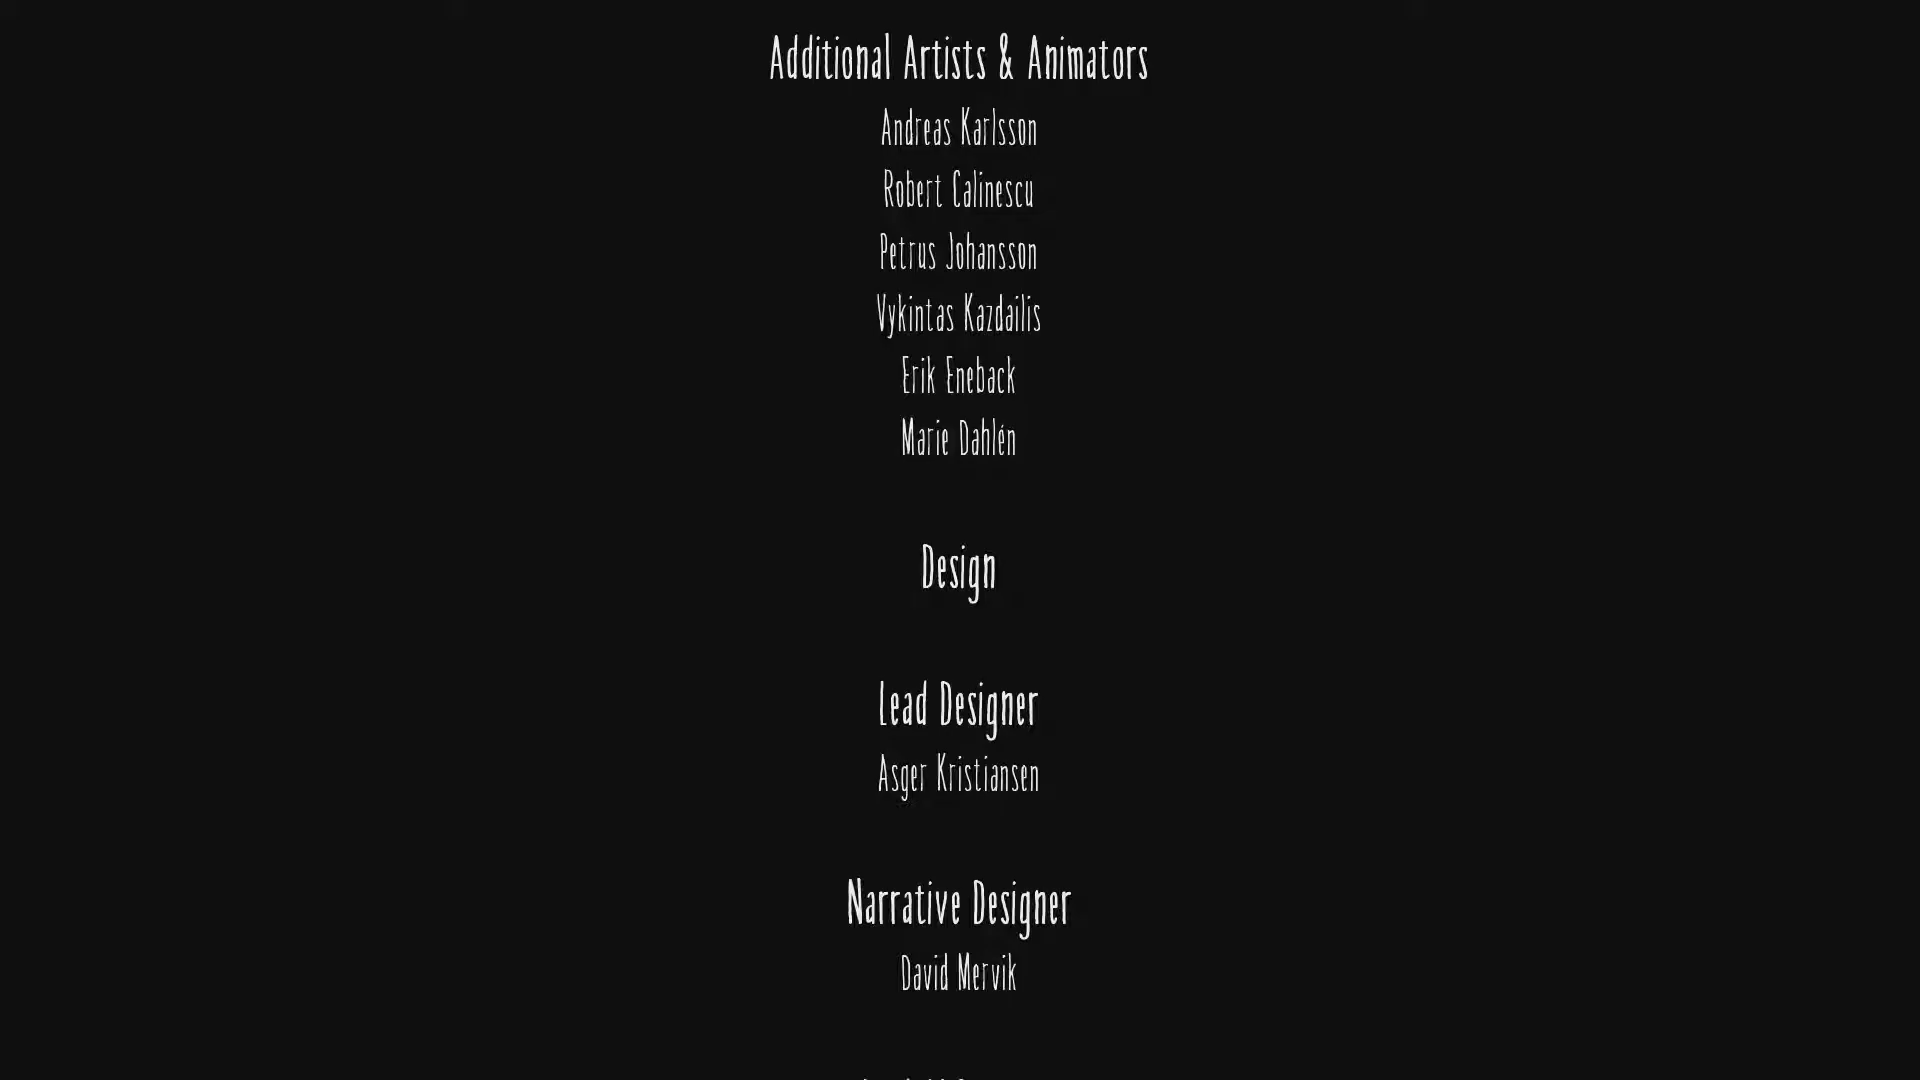 Additional Artists & Animators
Andreas Karlsson
Robert Calinescu
Petrus Johansson
Vykintas Kazdailis
Erik Eneback
Marie Dahlén
Design
Lead Designer
Asger Kristiansen
Narrative Designer
David Mervik